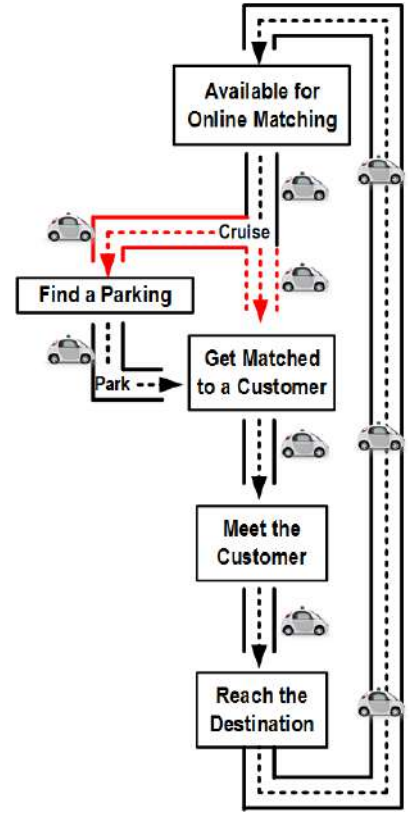 Available for
Online Matching
Cruise
Find a Parking
Get Matched
to a Customer
Park
Meet the
Customer
Reach the
Destination